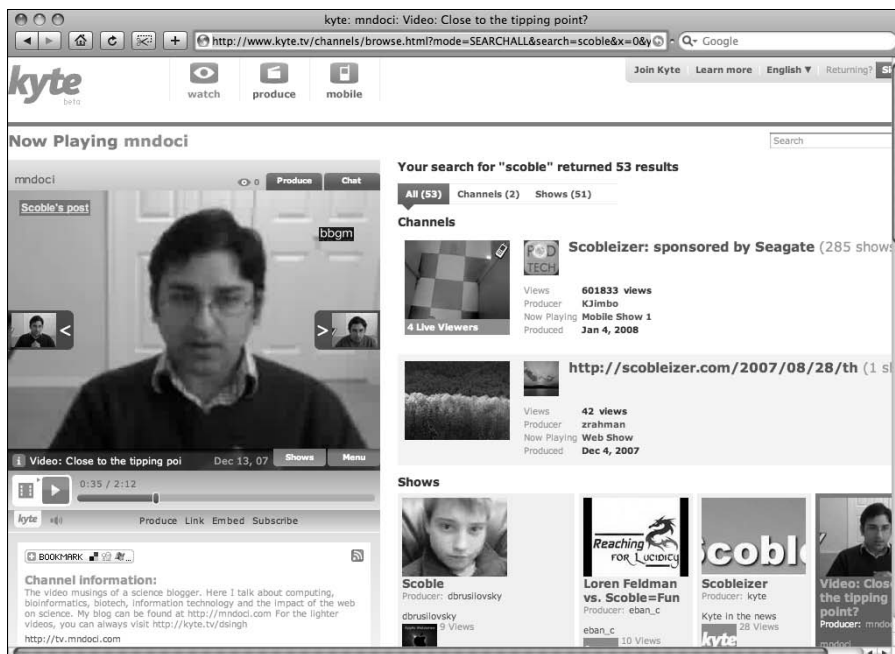 kyte: mndoci: Video: Close to the tipping point?
http://www.kyte.tv/channels/browse.html?mode=SEARCHALL&search=scoble&x=0&y
Google
kyte
beta
watch
produce
mobile
Join Kyte
Learn more
English ▼
Returning?
Now Playing mndoci
Search
mndoci
0
Produce
Chat
Scoble's post
bbgm
<
>
i Video: Close to the tipping poi
Dec 13, 07
Shows
Menu
0:35 / 2:12
kyte
Produce Link Embed Subscribe
BOOKMARK
Channel information:
The video musings of a science blogger. Here I talk about computing,
bioinformatics, biotech, information technology and the impact of the web
on science. My blog can be found at http://mndoci.com For the lighter
videos, you can always visit http://kyte.tv/dsingh
http://tv.mndoci.com
Your search for "scoble" returned 53 results
All (53)
Channels (2)
Shows (51)
Channels
4 Live Viewers
POD
TECH
Scobleizer: sponsored by Seagate (285 shows
Views 601833 views
Producer KJimbo
Now Playing Mobile Show 1
Produced Jan 4, 2008
http://scobleizer.com/2007/08/28/th (1 sl
Views 42 views
Producer zrahman
Now Playing Web Show
Produced Dec 4, 2007
Shows
Scoble
Producer: dbrusilovsky
dbrusilovsky
9 Views
Reaching
FOR LUCIDITY
Loren Feldman
vs. Scoble=Fun
Producer: eban_c
eban_c
10 Views
cobl
Scobleizer
Producer: kyte
Kyte in the news
28 Views
kyte
Video: Clos
the tipping
point?
Producer: mndo
mndoci